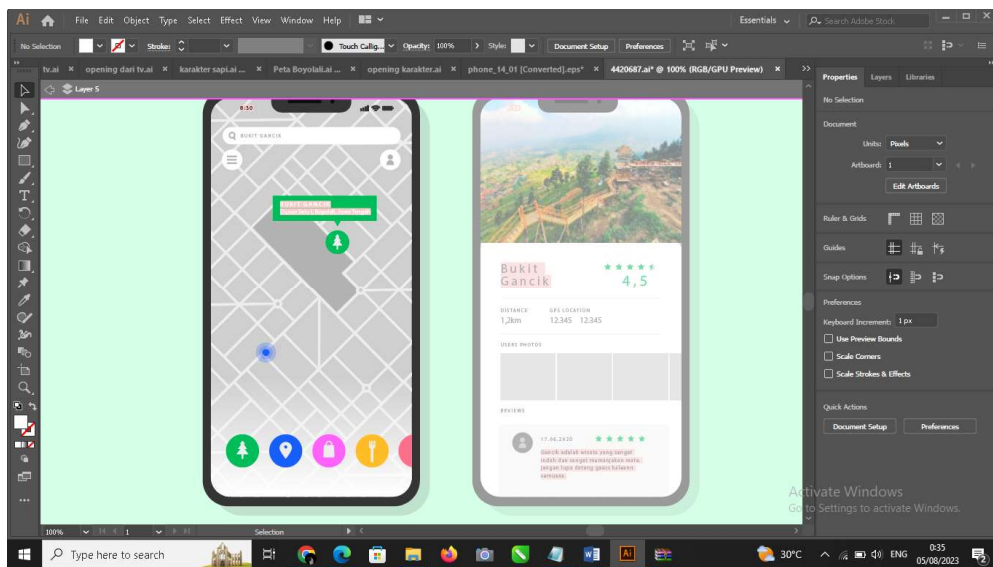 Ai File Edit Object Type Select Effect View Window Help Essentials Search Adobe Stock
No Selection Stroke: Touch Callig... Opacity: 100% Style: Document Setup Preferences
tv.ai × opening dari tv.ai × karakter sapi.ai ... × Peta Boyolali.ai ... × opening karakter.ai × phone_14_01 [Converted].eps* × 4420687.ai* @ 100% (RGB/GPU Preview) ×
Layer 5
Properties Layers Libraries
No Selection
Document
Units: Pixels
Artboard: 1
Edit Artboards
Ruler & Grids
Guides
Snap Options
Preferences
Keyboard Increment: 1 px
Use Preview Bounds
Scale Corners
Scale Strokes & Effects
Quick Actions
Document Setup Preferences
8:30
BUKIT GANCIK
BUKIT GANCIK
Bukit
Gancik
4,5
DISTANCE GPS LOCATION
1,2km 12.345 12.345
USERS PHOTOS
REVIEWS
17.06.2020
Gancik adalah wisata yang sangat
indah dan sangat memanjakan mata.
jangan lupa datang gaess kalaean
semuana.
Activate Windows
Go to Settings to activate Windows.
100% 1 Selection
Type here to search
30°C ENG 0:35
05/08/2023
2